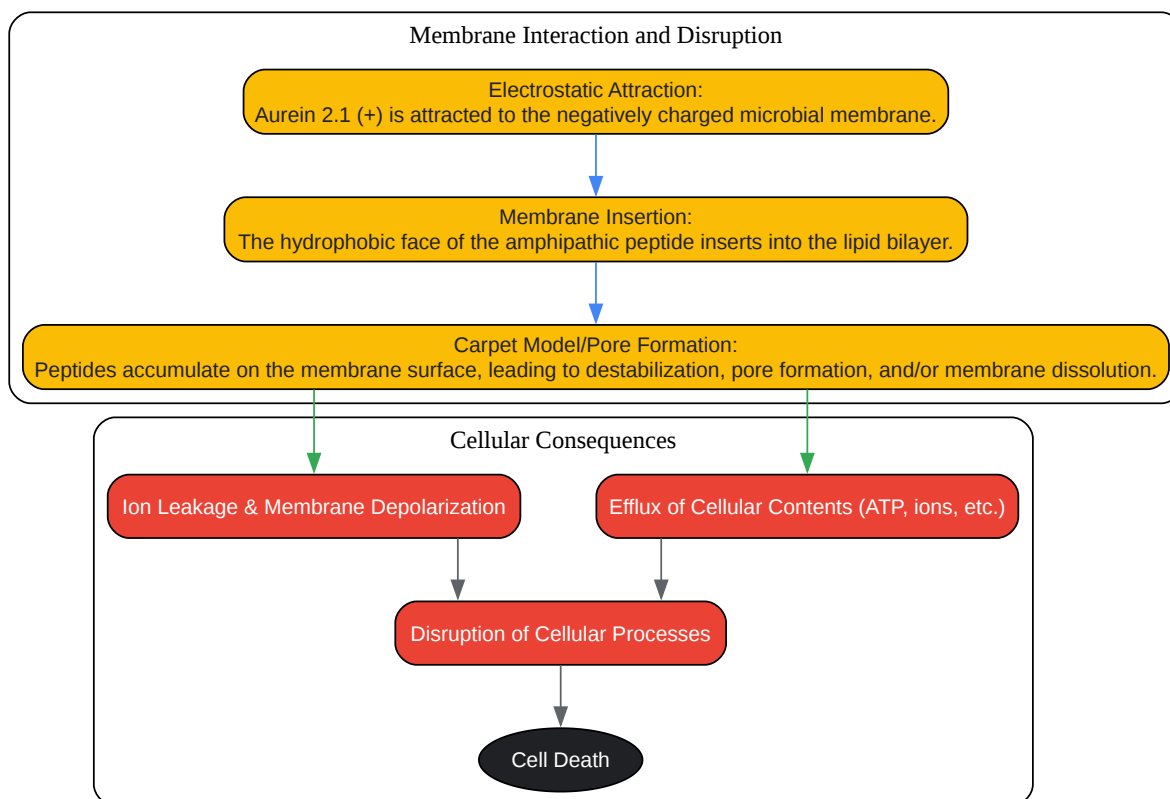 Membrane Interaction and Disruption
Electrostatic Attraction:
Aurein 2.1 (+) is attracted to the negatively charged microbial membrane.
Membrane Insertion:
The hydrophobic face of the amphipathic peptide inserts into the lipid bilayer.
Carpet Model/Pore Formation:
Peptides accumulate on the membrane surface, leading to destabilization, pore formation, and/or membrane dissolution.
Cellular Consequences
Ion Leakage & Membrane Depolarization
Efflux of Cellular Contents (ATP, ions, etc.)
Disruption of Cellular Processes
Cell Death